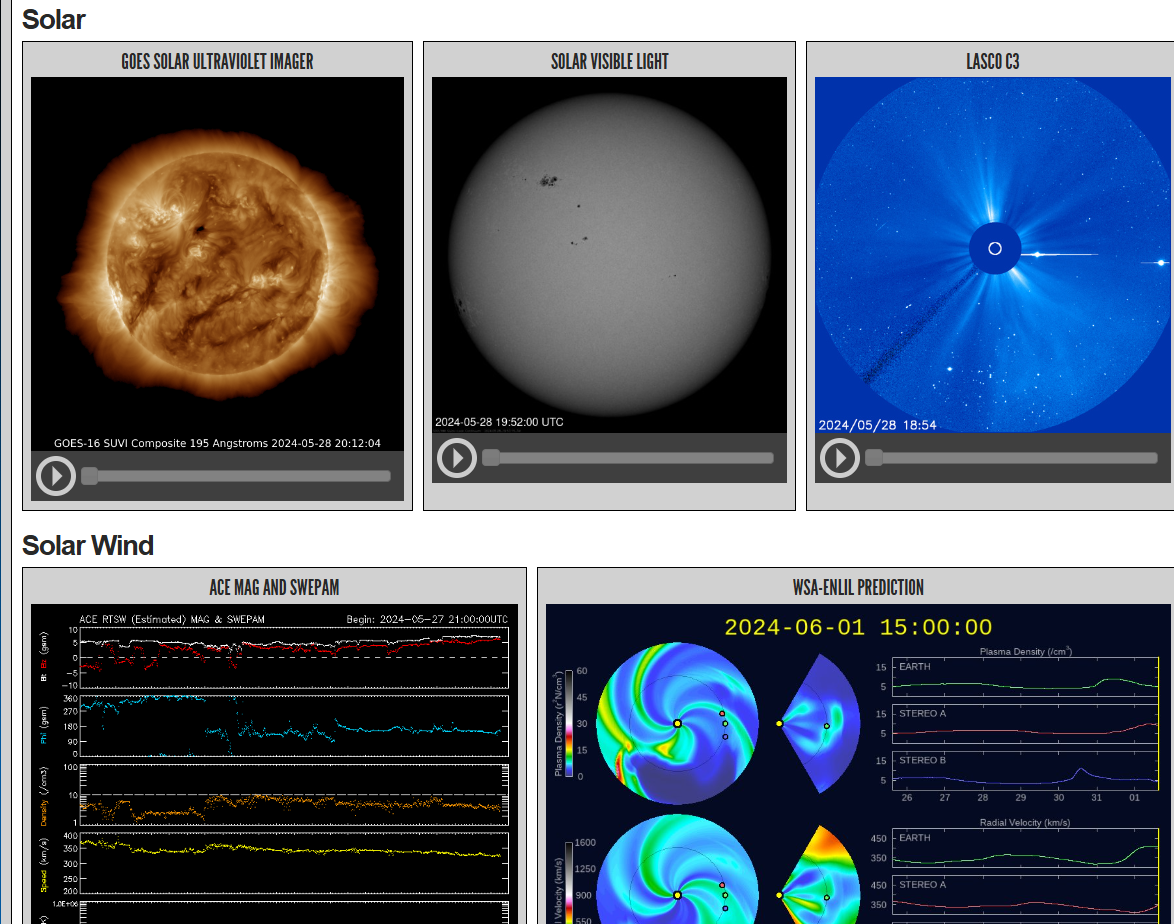 Solar
GOES SOLAR ULTRAVIOLET IMAGER
GOES-16 SUVI Composite 195 Angstroms 2024-05-28 20:12:04
SOLAR VISIBLE LIGHT
2024-05-28 19:52:00 UTC
LASCO C3
2024/05/28 18:54
Solar Wind
ACE MAG AND SWEPAM
ACE RTSW (Estimated) MAG & SWEPAM
Begin: 2024-05-27 21:00:00UTC
Bt Bz (gsm)
10
5
0
-5
-10
Phi (gsm)
360
270
180
90
0
Density (/cm3)
100
10
1
Speed (km/s)
400
350
300
250
200
1.0E+06
WSA-ENLIL PREDICTION
2024-06-01 15:00:00
Plasma Density (r²N/cm³)
60
45
30
15
0
Plasma Density (/cm³)
15
5
EARTH
15
5
STEREO A
15
5
STEREO B
26 27 28 29 30 31 01
Velocity (km/s)
1600
1250
900
550
Radial Velocity (km/s)
450
350
EARTH
450
350
STEREO A